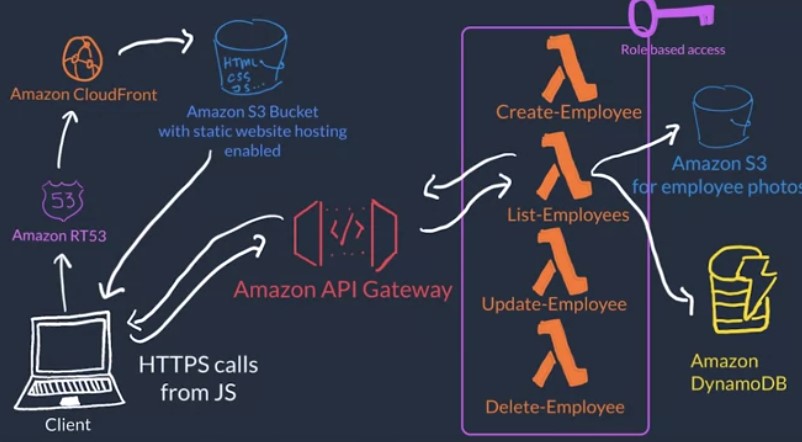 Role based access
HTML
CSS
JS...
Amazon CloudFront
Amazon S3 Bucket
with static website hosting
enabled
Create-Employee
Amazon S3
for employee photos
53
Amazon RT53
List-Employees
</>
Amazon API Gateway
Update-Employee
HTTPS calls
from JS
Amazon
DynamoDB
Delete-Employee
Client